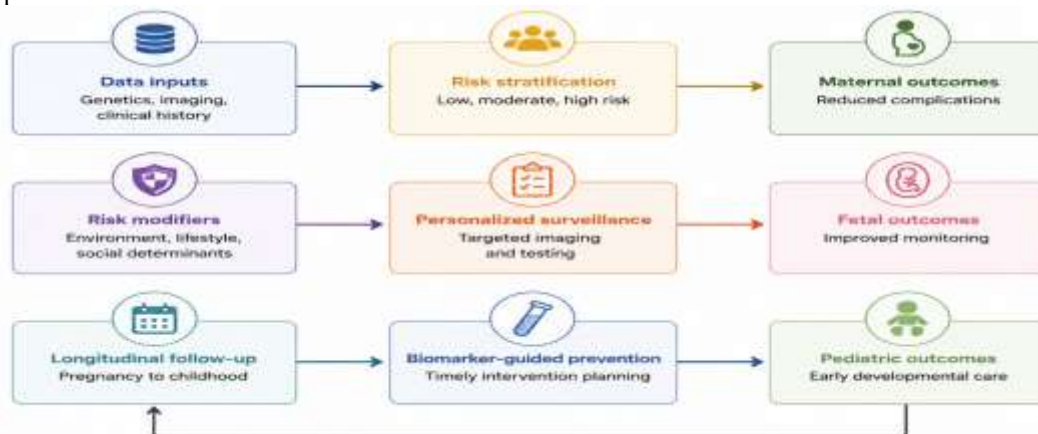 Data inputs
Genetics, imaging,
clinical history
Risk stratification
Low, moderate, high risk
Maternal outcomes
Reduced complications
Risk modifiers
Environment, lifestyle,
social determinants
Personalized surveillance
Targeted imaging
and testing
Fetal outcomes
Improved monitoring
Longitudinal follow-up
Pregnancy to childhood
Biomarker-guided prevention
Timely intervention planning
Pediatric outcomes
Early developmental care